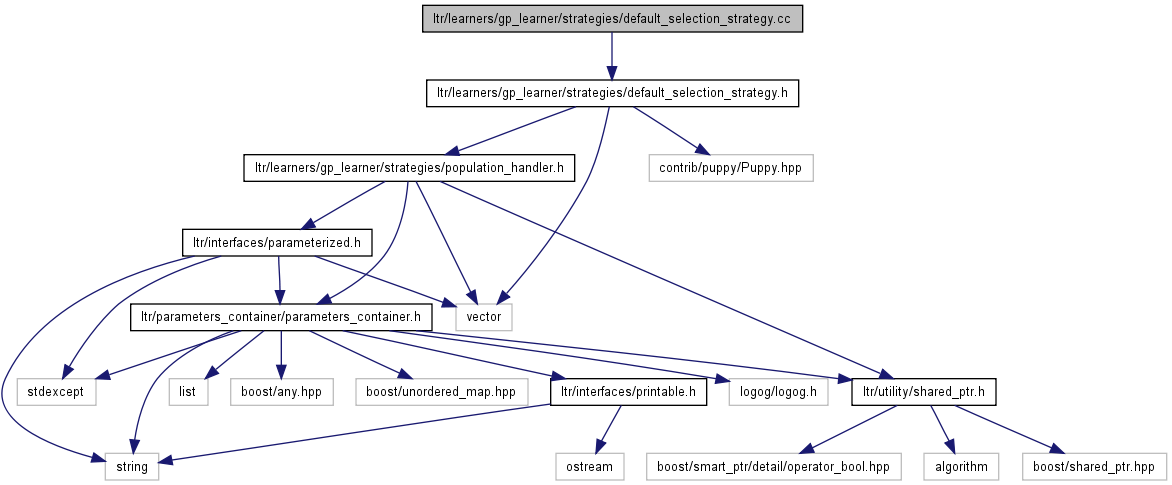 ltr/learners/gp_learner/strategies/default_selection_strategy.cc
ltr/learners/gp_learner/strategies/default_selection_strategy.h
ltr/learners/gp_learner/strategies/population_handler.h
contrib/puppy/Puppy.hpp
ltr/interfaces/parameterized.h
ltr/parameters_container/parameters_container.h
vector
stdexcept
list
boost/any.hpp
boost/unordered_map.hpp
ltr/interfaces/printable.h
logog/logog.h
ltr/utility/shared_ptr.h
string
ostream
boost/smart_ptr/detail/operator_bool.hpp
algorithm
boost/shared_ptr.hpp